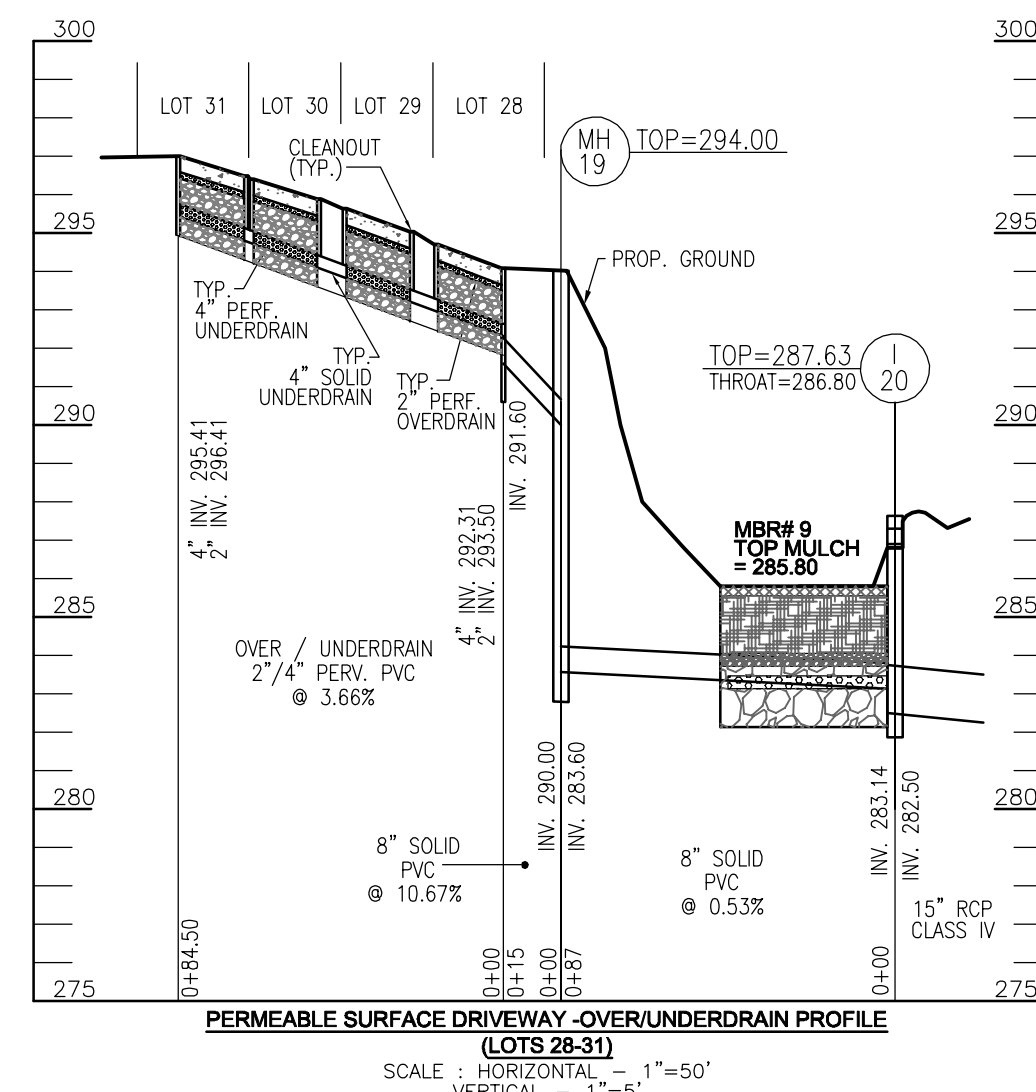 300
300
LOT 31
LOT 30
LOT 29
LOT 28
CLEANOUT
(TYP.)
MH
19
TOP=294.00
295
295
PROP. GROUND
TYP.
4" PERF.
UNDERDRAIN
TYP.
4" SOLID
UNDERDRAIN
TYP.
2" PERF.
OVERDRAIN
TOP=287.63
THROAT=286.80
I
20
290
290
4" INV. 295.41
2" INV. 296.41
4" INV. 292.31
2" INV. 293.50
INV. 291.60
MBR# 9
TOP MULCH
= 285.80
285
285
OVER / UNDERDRAIN
2"/4" PERV. PVC
@ 3.66%
INV. 290.00
INV. 283.60
INV. 283.14
INV. 282.50
280
280
8" SOLID
PVC
@ 10.67%
8" SOLID
PVC
@ 0.53%
15" RCP
CLASS IV
0+84.50
0+00
0+15
0+00
0+87
0+00
275
275
PERMEABLE SURFACE DRIVEWAY -OVER/UNDERDRAIN PROFILE
(LOTS 28-31)
SCALE : HORIZONTAL - 1"=50'
VERTICAL - 1"=5'